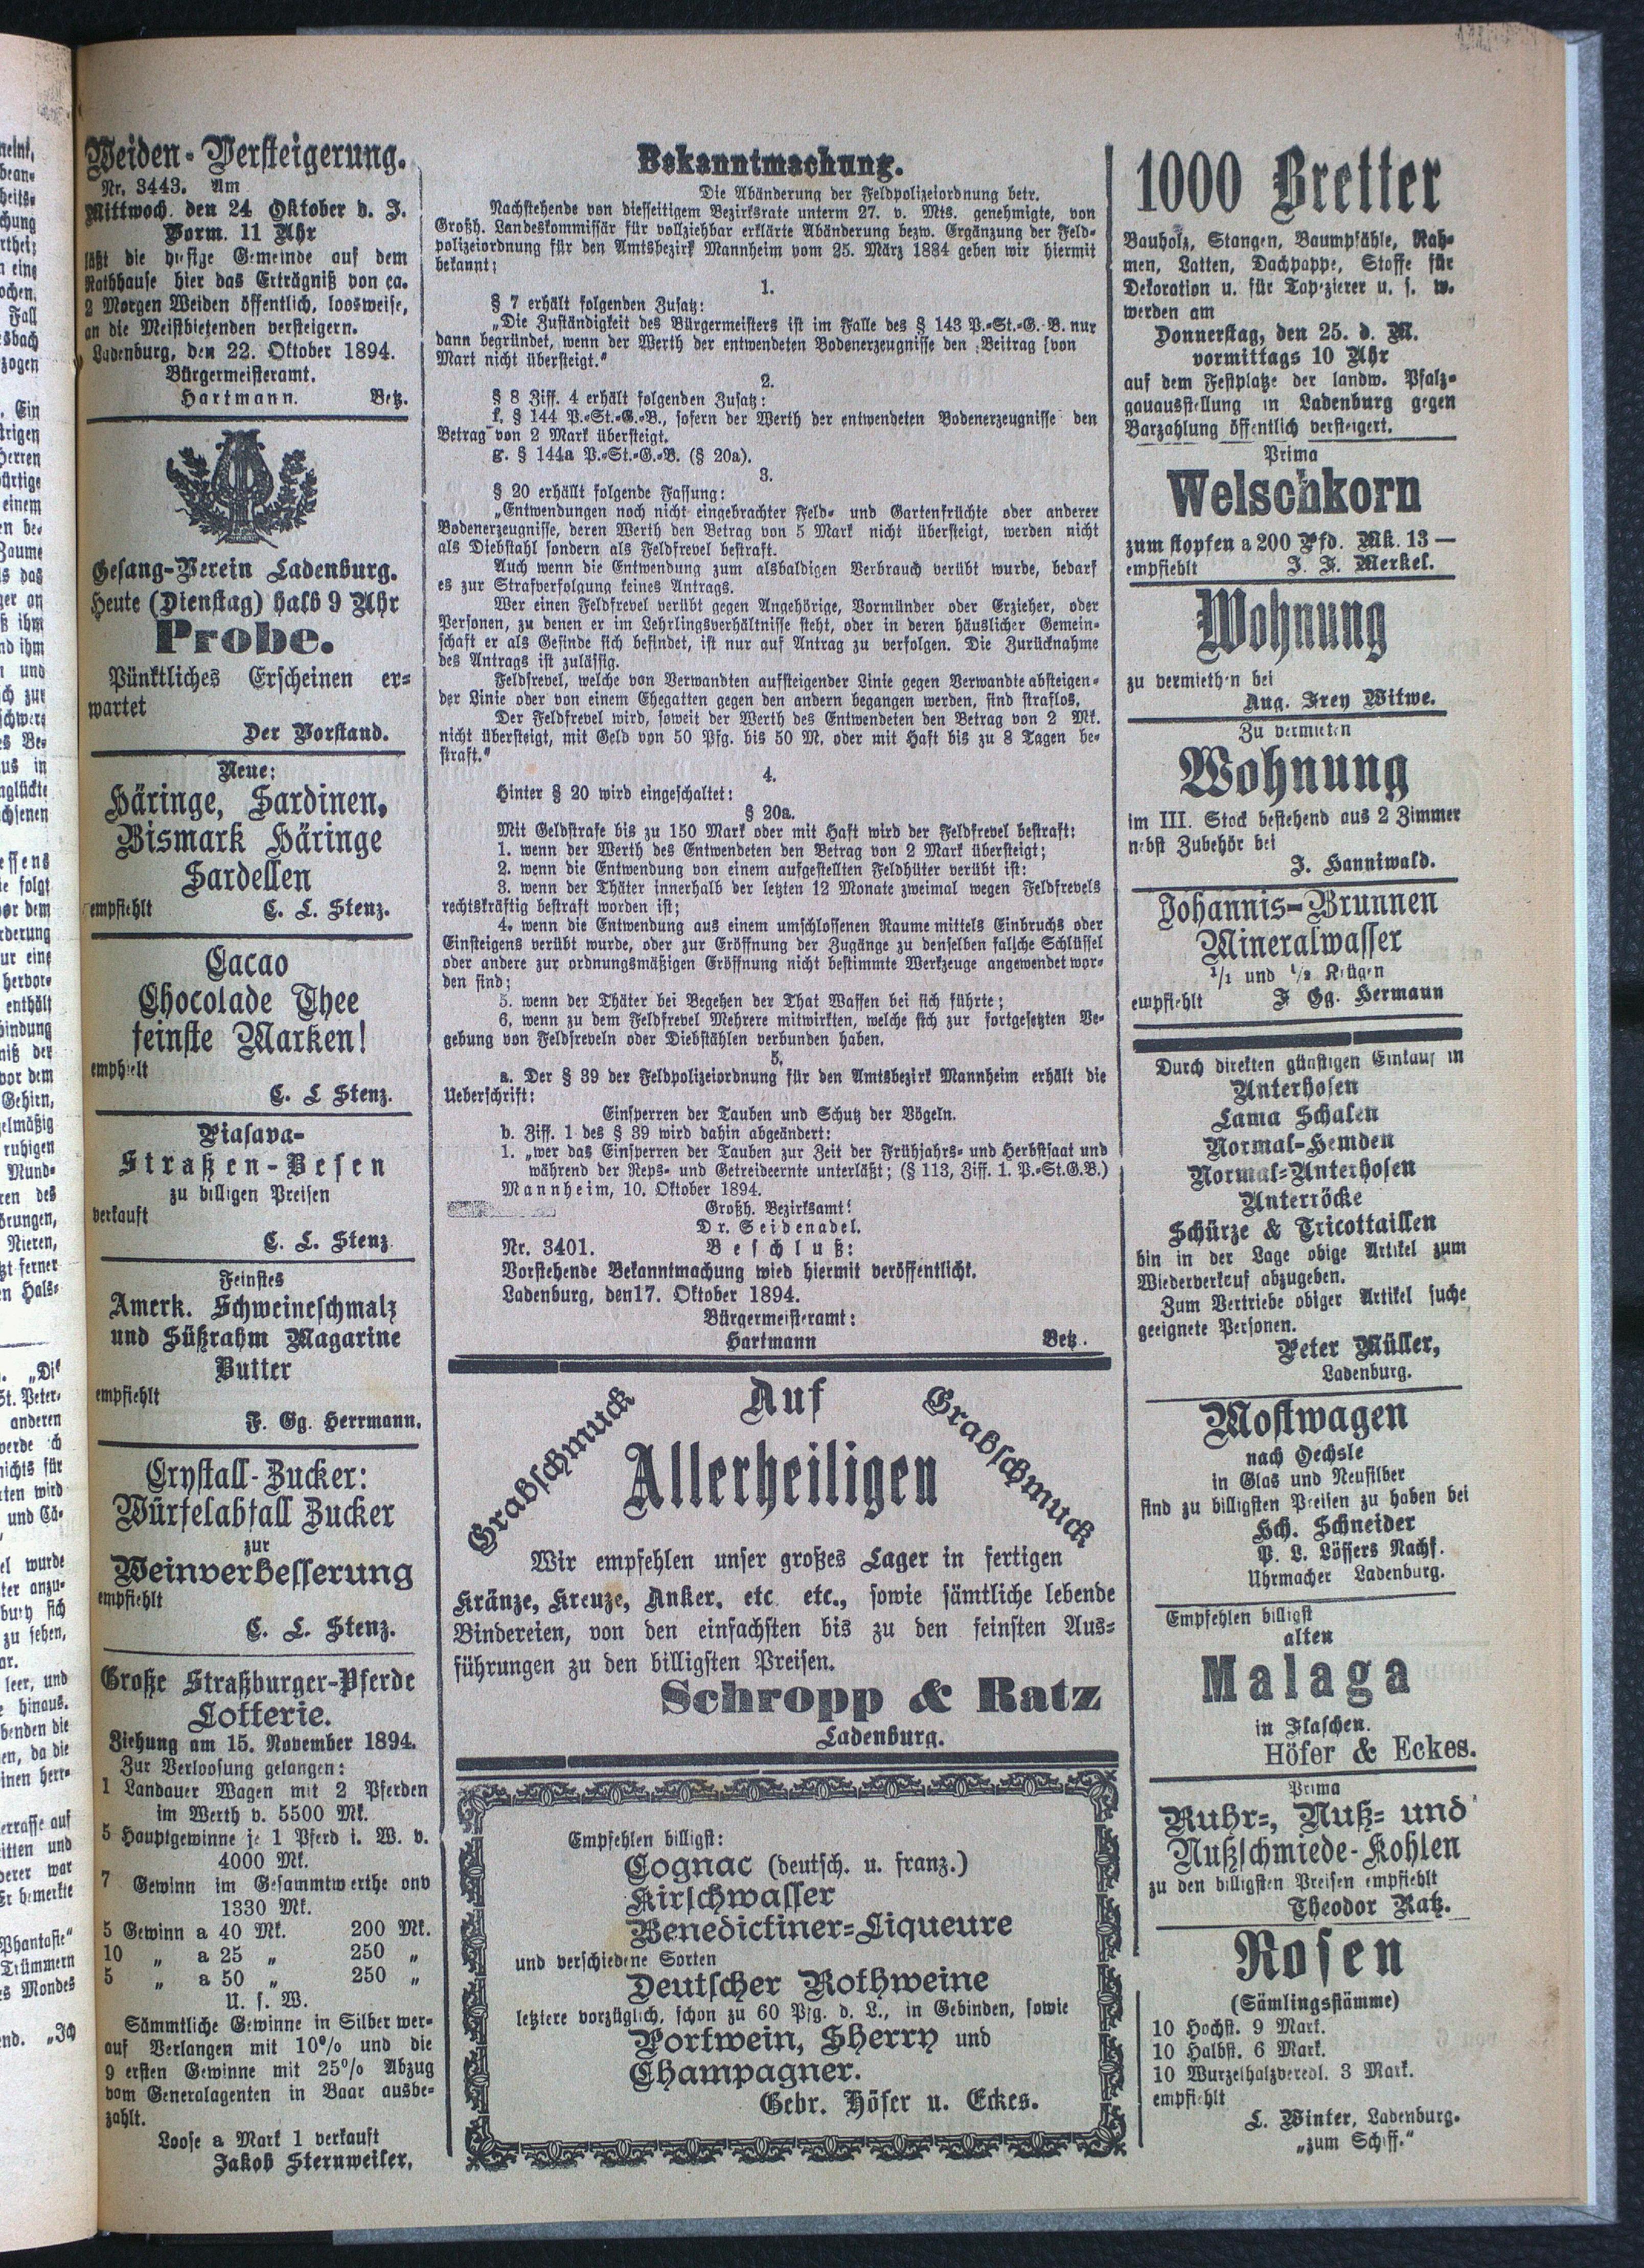 Weiden-Versteigerung.
Nr. 3443. Am
Mittwoch, den 24 Oktober d. J.
Vorm. 11 Uhr
läßt die hiesige Gemeinde auf dem
Rathhause hier das Erträgniß von ca.
2 Morgen Weiden öffentlich, loosweise,
an die Meistbietenden versteigern.
Ladenburg, den 22. Oktober 1894.
Bürgermeisteramt.
Hartmann. Betz.
Gesang-Verein Ladenburg.
Heute (Dienstag) halb 9 Uhr
Probe.
Pünktliches Erscheinen er-
wartet
Der Vorstand.
Neue:
Häringe, Sardinen,
Bismark Häringe
Sardellen
empfiehlt C. L. Stenz.
Cacao
Chocolade Thee
feinste Marken!
emphielt
C. L Stenz.
Piasava-
Straßen-Besen
zu billigen Preisen
verkauft
C. L. Stenz
Feinstes
Amerk. Schweineschmalz
und Süßrahm Magarine
Butter
empfiehlt
F. Gg. Herrmann.
Crystall-Zucker:
Würfelabfall Zucker
zur
Weinverbesserung
empfiehlt
C. L. Stenz.
Große Straßburger-Pferde
Lotterie.
Ziehung am 15. November 1894.
Zur Verloosung gelangen:
1 Landauer Wagen mit 2 Pferden
im Werth v. 5500 Mk.
5 Hauptgewinne je 1 Pferd i. W. v.
4000 Mk.
7 Gewinn im Gesammtwerthe onv
1330 Mk.
5 Gewinn a 40 Mk. 200 Mk.
10 „ a 25 „ 250 „
5 „ a 50 „ 250 „
U. s. W.
Sämmtliche Gewinne in Silber wer-
auf Verlangen mit 10% und die
9 ersten Gewinne mit 25% Abzug
vom Generalagenten in Baar ausbe-
zahlt.
Loose a Mark 1 verkauft
Jakob Sternweiler,
Bekanntmachung.
Die Abänderung der Feldpolizeiordnung betr.
Nachstehende von diesseitigem Bezirksrate unterm 27. v. Mts. genehmigte, von
Großh. Landeskommissär für vollziehbar erklärte Abänderung bezw. Ergänzung der Feld-
polizeiordnung für den Amtsbezirk Mannheim vom 25. März 1884 geben wir hiermit
bekannt;
1.
§ 7 erhält folgenden Zusatz:
„Die Zuständigkeit des Bürgermeisters ist im Falle des § 143 P.-St.-G.-B. nur
dann begründet, wenn der Werth der entwendeten Bodenerzeugnisse den Beitrag von
Mart nicht übersteigt.“
2.
§ 8 Ziff. 4 erhält folgenden Zusatz:
f. § 144 P.-St.-G.-B., sofern der Werth der entwendeten Bodenerzeugnisse den
Betrag von 2 Mark übersteigt.
g. § 144a P.-St.-G.-B. (§ 20a).
3.
§ 20 erhällt folgende Fassung:
„Entwendungen noch nicht eingebrachter Feld- und Gartenfrüchte oder anderer
Bodenerzeugnisse, deren Werth den Betrag von 5 Mark nicht übersteigt, werden nicht
als Diebstahl sondern als Feldfrevel bestraft.
Auch wenn die Entwendung zum alsbaldigen Verbrauch verübt wurde, bedarf
es zur Strafverfolgung keines Antrags.
Wer einen Feldfrevel verübt gegen Angehörige, Vormünder oder Erzieher, oder
Personen, zu denen er im Lehrlingsverhältnisse steht, oder in deren häuslicher Gemein-
schaft er als Gesinde sich befindet, ist nur auf Antrag zu verfolgen. Die Zurücknahme
des Antrags ist zulässig.
Feldfrevel, welche von Verwandten aufsteigender Linie gegen Verwandte absteigen-
der Linie oder von einem Ehegatten gegen den andern begangen werden, sind straflos.
Der Feldfrevel wird, soweit der Werth des Entwendeten den Betrag von 2 Mk.
nicht übersteigt, mit Geld von 50 Pfg. bis 50 M. oder mit Haft bis zu 8 Tagen be-
straft.“
4.
Hinter § 20 wird eingeschaltet:
§ 20a.
Mit Geldstrafe bis zu 150 Mark oder mit Haft wird der Feldfrevel bestraft:
1. wenn der Werth des Entwendeten den Betrag von 2 Mark übersteigt;
2. wenn die Entwendung von einem aufgestellten Feldhüter verübt ist:
3. wenn der Thäter innerhalb der letzten 12 Monate zweimal wegen Feldfrevels
rechtskräftig bestraft worden ist;
4. wenn die Entwendung aus einem umschlossenen Raume mittels Einbruchs oder
Einsteigens verübt wurde, oder zur Eröffnung der Zugänge zu denselben falsche Schlüssel
oder andere zur ordnungsmäßigen Eröffnung nicht bestimmte Werkzeuge angewendet wor-
den sind;
5. wenn der Thäter bei Begehen der That Waffen bei sich führte;
6. wenn zu dem Feldfrevel Mehrere mitwirkten, welche sich zur fortgesetzten Be-
gebung von Feldfreveln oder Diebstählen verbunden haben.
5.
a. Der § 39 der Feldpolizeiordnung für den Amtsbezirk Mannheim erhält die
Ueberschrift:
Einsperren der Tauben und Schutz der Vögeln.
b. Ziff. 1 des § 39 wird dahin abgeändert:
1. „wer das Einsperren der Tauben zur Zeit der Frühjahrs- und Herbstsaat und
während der Reps- und Getreideernte unterläßt; (§ 113, Ziff. 1. P.-St.G.B.)
Mannheim, 10. Oktober 1894.
Großh. Bezirksamt!
Dr. Seidenadel.
Nr. 3401. Beschluß:
Vorstehende Bekanntmachung wied hiermit veröffentlicht.
Ladenburg, den17. Oktober 1894.
Bürgermeisteramt:
Hartmann Betz.
Grabschmuck
Auf
Grabschmuck
Allerheiligen
Wir empfehlen unser großes Lager in fertigen
Kränze, Kreuze, Anker, etc etc., sowie sämtliche lebende
Bindereien, von den einfachsten bis zu den feinsten Aus-
führungen zu den billigsten Preisen.
Schropp & Ratz
Ladenburg.
Empfehlen billigst:
Cognac (deutsch. u. franz.)
Kirschwasser
Benedictiner-Liqueure
und verschiedene Sorten
Deutscher Rothweine
letztere vorzüglich, schon zu 60 Pfg. d. L., in Gebinden, sowie
Portwein, Sherry und
Champagner.
Gebr. Höfer u. Eckes.
1000 Bretter
Bauholz, Stangen, Baumpfähle, Rah-
men, Latten, Dachpappe, Stoffe für
Dekoration u. für Tapezierer u. s. w.
werden am
Donnerstag, den 25. d. M.
vormittags 10 Uhr
auf dem Festplatze der landw. Pfalz-
gauausstellung in Ladenburg gegen
Barzahlung öffentlich versteigert.
Prima
Welschkorn
zum stopfen a 200 Pfd. Mk. 13 —
empfiehlt J. F. Merkel.
Wohnung
zu vermieth n bei
Aug. Frey Witwe.
Zu vermieten
Wohnung
im III. Stock bestehend aus 2 Zimmer
nebst Zubehör bei
J. Hanniwald.
Johannis-Brunnen
Mineralwasser
1/1 und 1/2 Krügen
empfiehlt F Gg. Hermann
Durch direkten günstigen Einkauf in
Unterhosen
Lama Schalen
Normal-Hemden
Normal-Unterhosen
Unterröcke
Schürze & Tricottaillen
bin in der Lage obige Artikel zum
Wiederverkauf abzugeben.
Zum Vertriebe obiger Artikel suche
geeignete Personen.
Peter Müller,
Ladenburg.
Mostwagen
nach Oechsle
in Glas und Neusilber
sind zu billigsten Preisen zu haben bei
Hch. Schneider
P. L. Löffers Nachf.
Uhrmacher Ladenburg.
Empfehlen billigst
alten
Malaga
in Flaschen.
Höfer & Eckes.
Prima
Ruhr-, Nuß- und
Nußschmiede-Kohlen
zu den billigsten Preisen empfiehlt
Theodor Ratz.
Rosen
(Sämlingsstämme)
10 Hochst. 9 Mark.
10 Halbst. 6 Mark.
10 Wurzelhalzveredl. 3 Mark.
empfiehlt
L. Winter, Ladenburg.
„zum Schiff.“